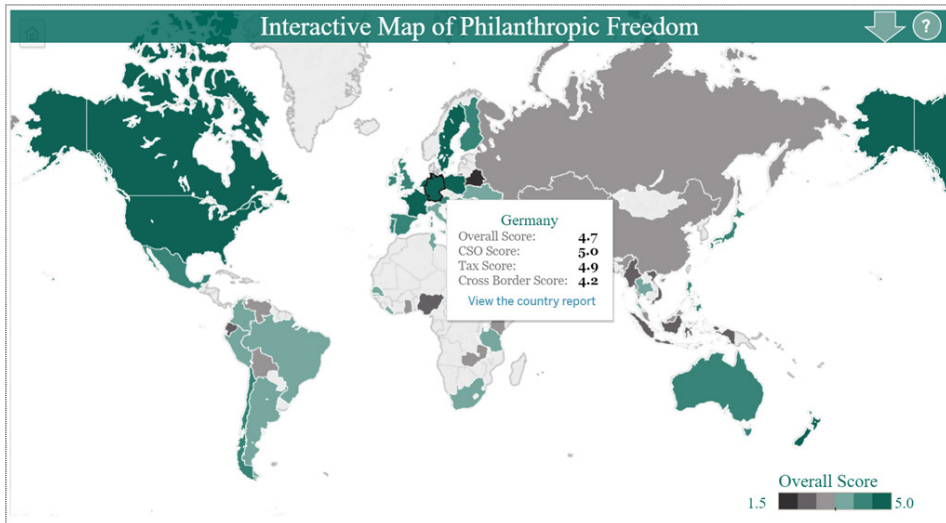 Interactive Map of Philanthropic Freedom
?
Germany
Overall Score: 4.7
CSO Score: 5.0
Tax Score: 4.9
Cross Border Score: 4.2
View the country report
Overall Score
1.5 5.0